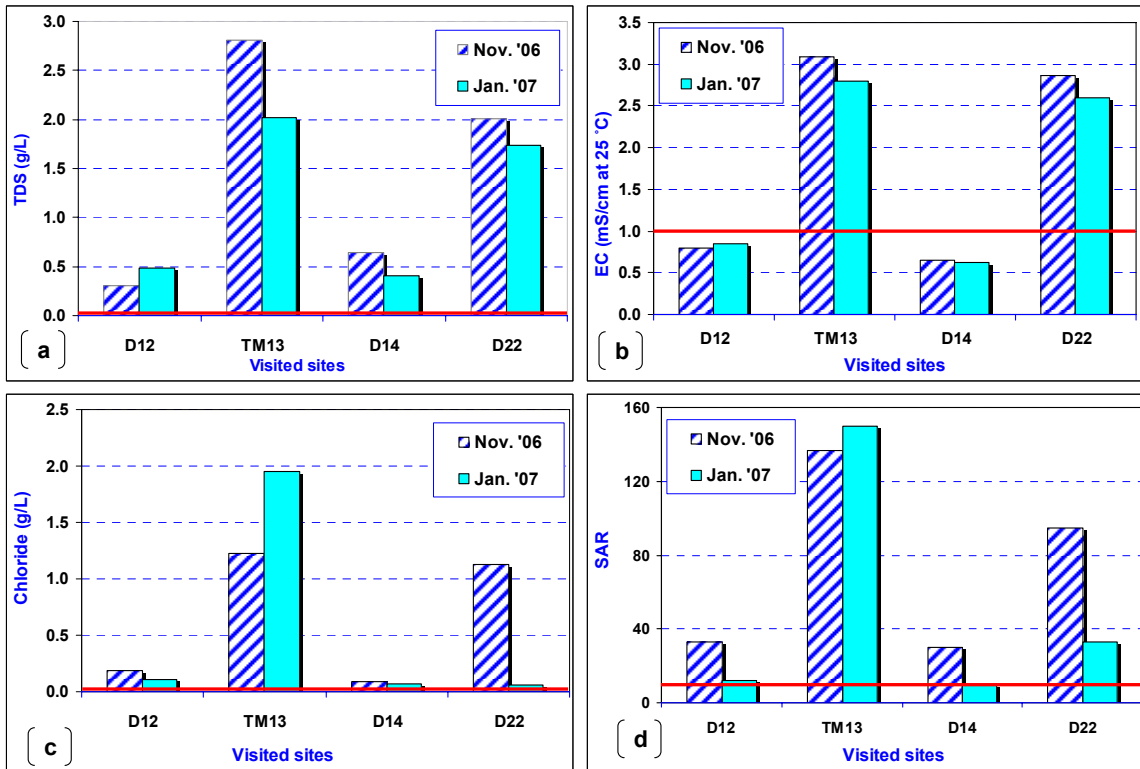 3.0
2.5
2.0
1.5
1.0
0.5
0.0
TDS (g/L)
Nov. '06
Jan. '07
D12 TM13 D14 D22
Visited sites
a
3.5
3.0
2.5
2.0
1.5
1.0
0.5
0.0
EC (mS/cm at 25 °C)
Nov. '06
Jan. '07
D12 TM13 D14 D22
Visited sites
b
2.5
2.0
1.5
1.0
0.5
0.0
Chloride (g/L)
Nov. '06
Jan. '07
D12 TM13 D14 D22
Visited sites
c
160
120
80
40
0
SAR
Nov. '06
Jan. '07
D12 TM13 D14 D22
Visited sites
d